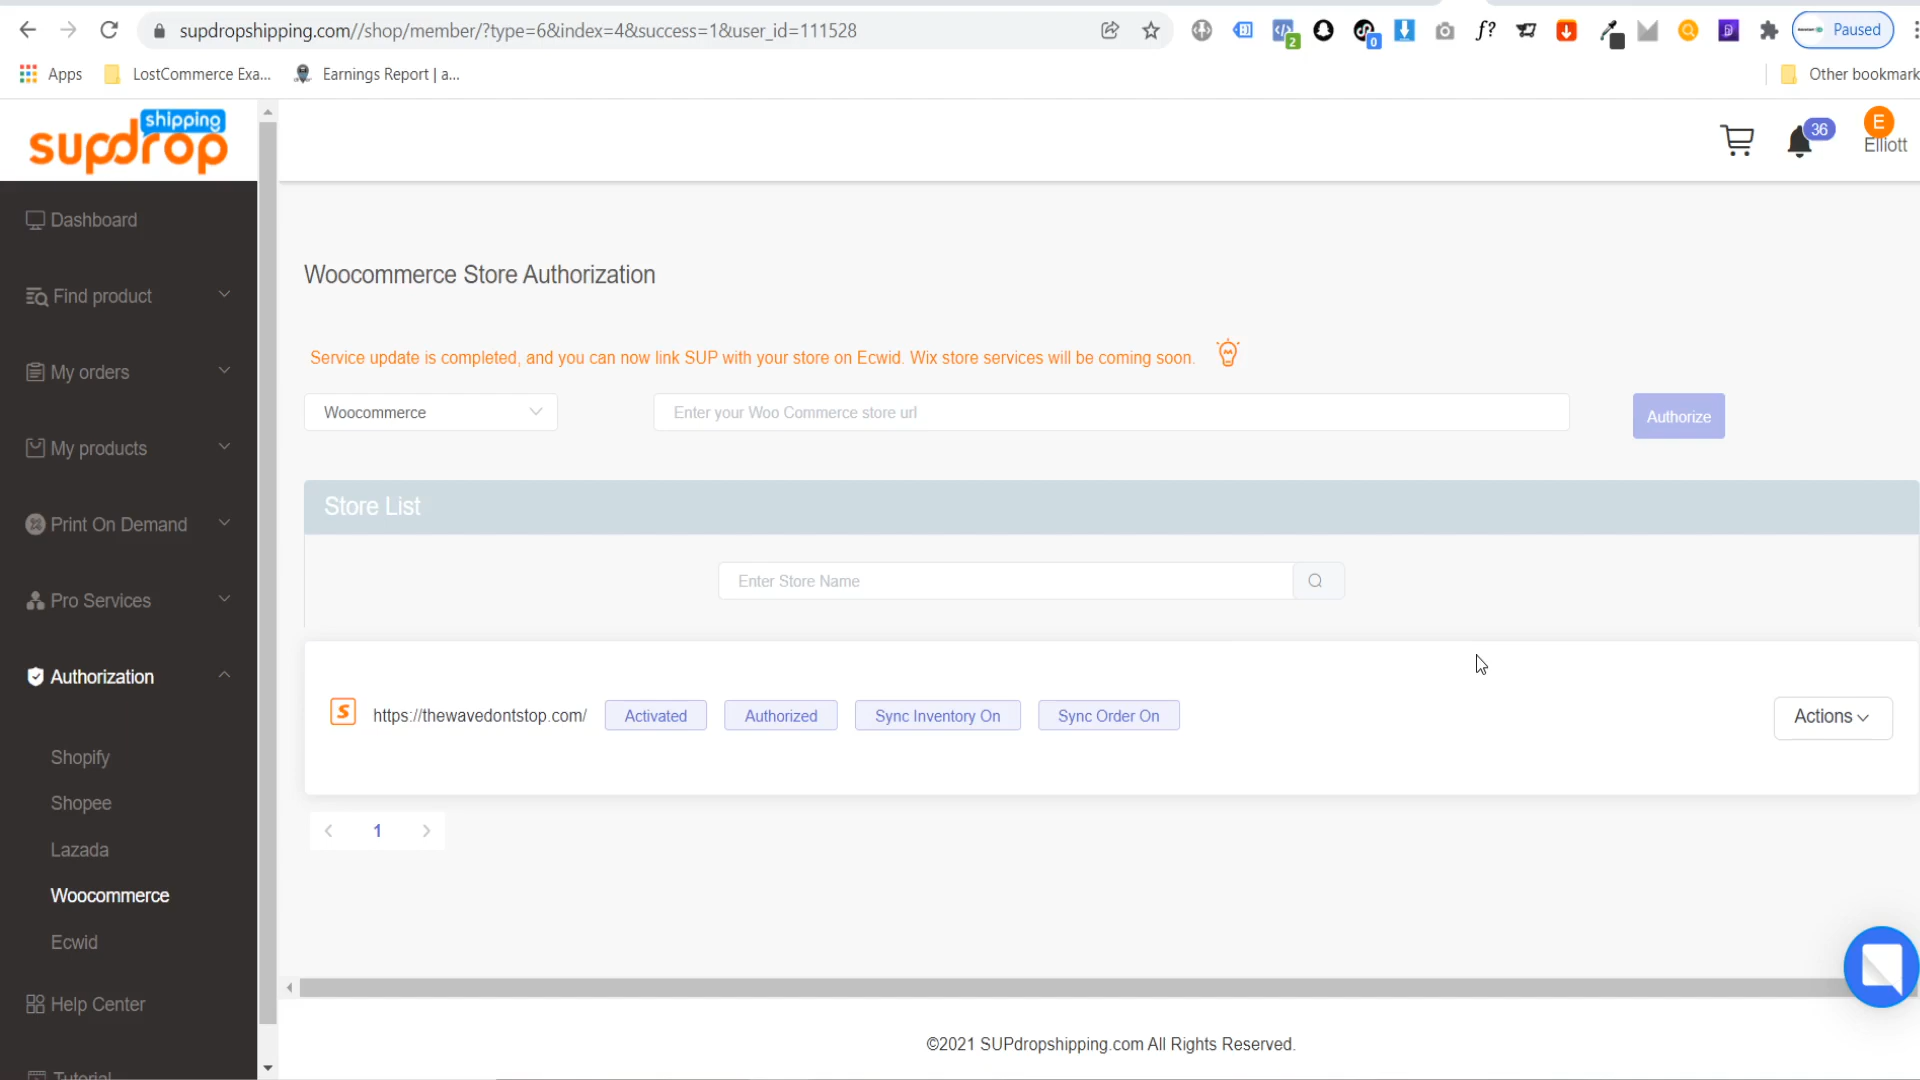 supdropshipping.com//shop/member/?type=6&index=4&success=1&user_id=111528
2
0
f?
Paused
Apps
LostCommerce Exa...
Earnings Report | a...
Other bookmark
shipping
supdrop
36
E
Elliott
Dashboard
Find product
My orders
My products
Print On Demand
Pro Services
Authorization
Shopify
Shopee
Lazada
Woocommerce
Ecwid
Help Center
Tutorial
Woocommerce Store Authorization
Service update is completed, and you can now link SUP with your store on Ecwid. Wix store services will be coming soon.
Woocommerce
Enter your Woo Commerce store url
Authorize
Store List
Enter Store Name
S
https://thewavedontstop.com/
Activated
Authorized
Sync Inventory On
Sync Order On
Actions
1
©2021 SUPdropshipping.com All Rights Reserved.